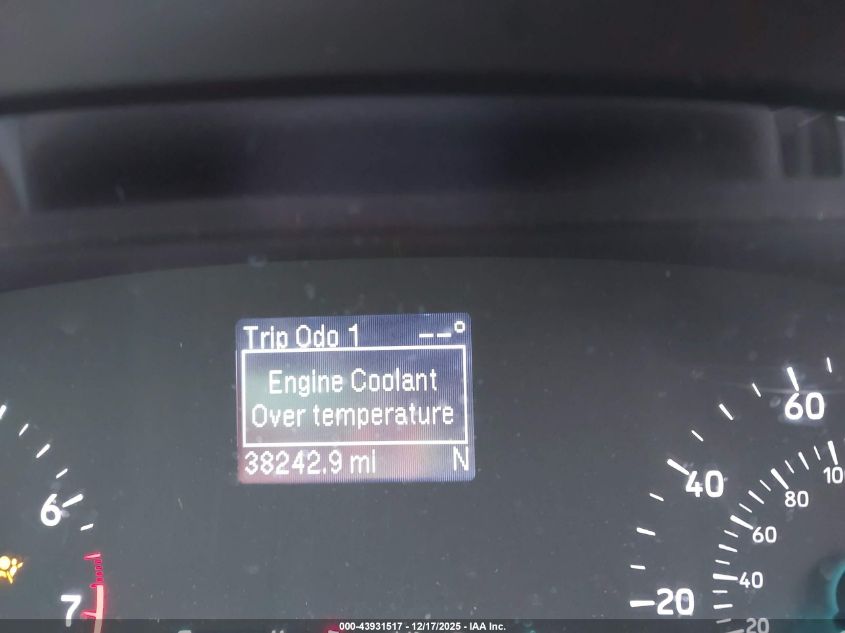 Trip Odo 1 --°
Engine Coolant
Over temperature
38242.9 mi N
6
7
60
40
20
100
80
60
40
20
000-43931517 - 12/17/2025 - IAA Inc.